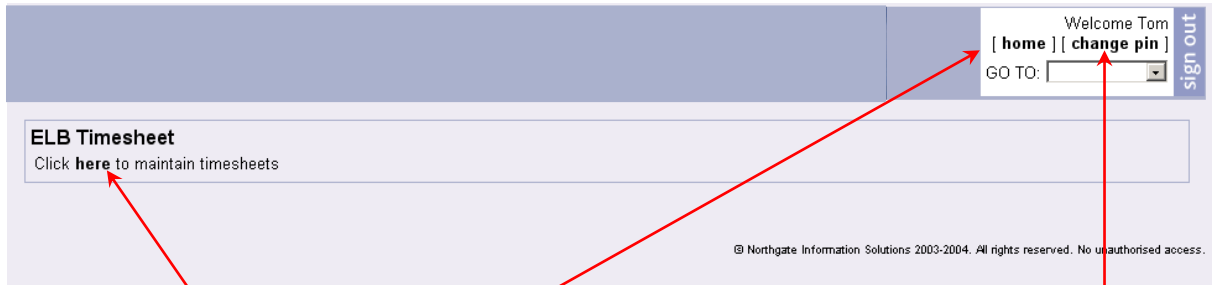 Welcome Tom
[ home ] [ change pin ]
GO TO:
sign out
ELB Timesheet
Click here to maintain timesheets
© Northgate Information Solutions 2003-2004. All rights reserved. No unauthorised access.